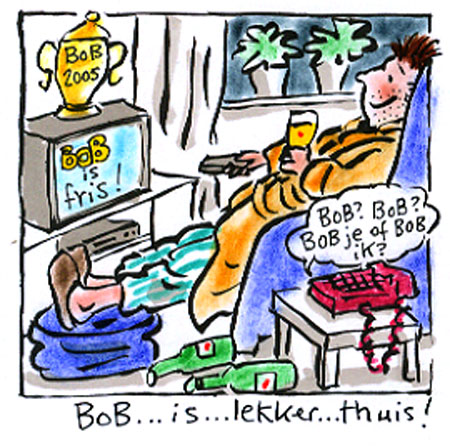 BOB
2005
BOB
is
fris!
BOB? BOB?
BOB je of BOB
ik?
BOB...is...lekker...thuis!